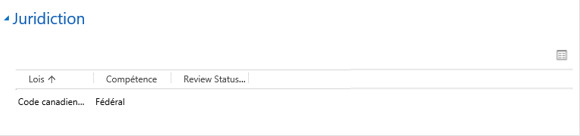 Juridiction
Lois ↑ Compétence Review Status...
Code canadien... Fédéral